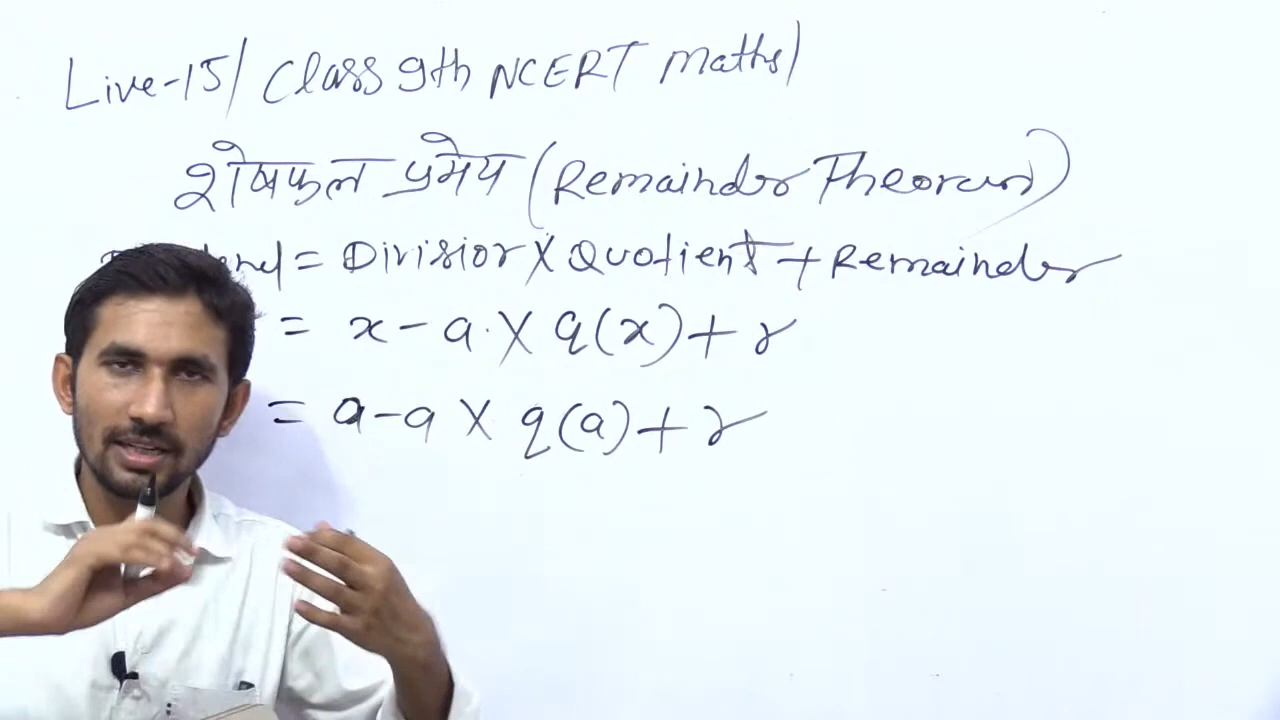 Live-15/ Class 9th NCERT Maths/
शेषफल प्रमेय (Remainder Theorem)
= Divisior X Quotient + Remainder
= x - a. X q(x) + r
= a - a X q(a) + r